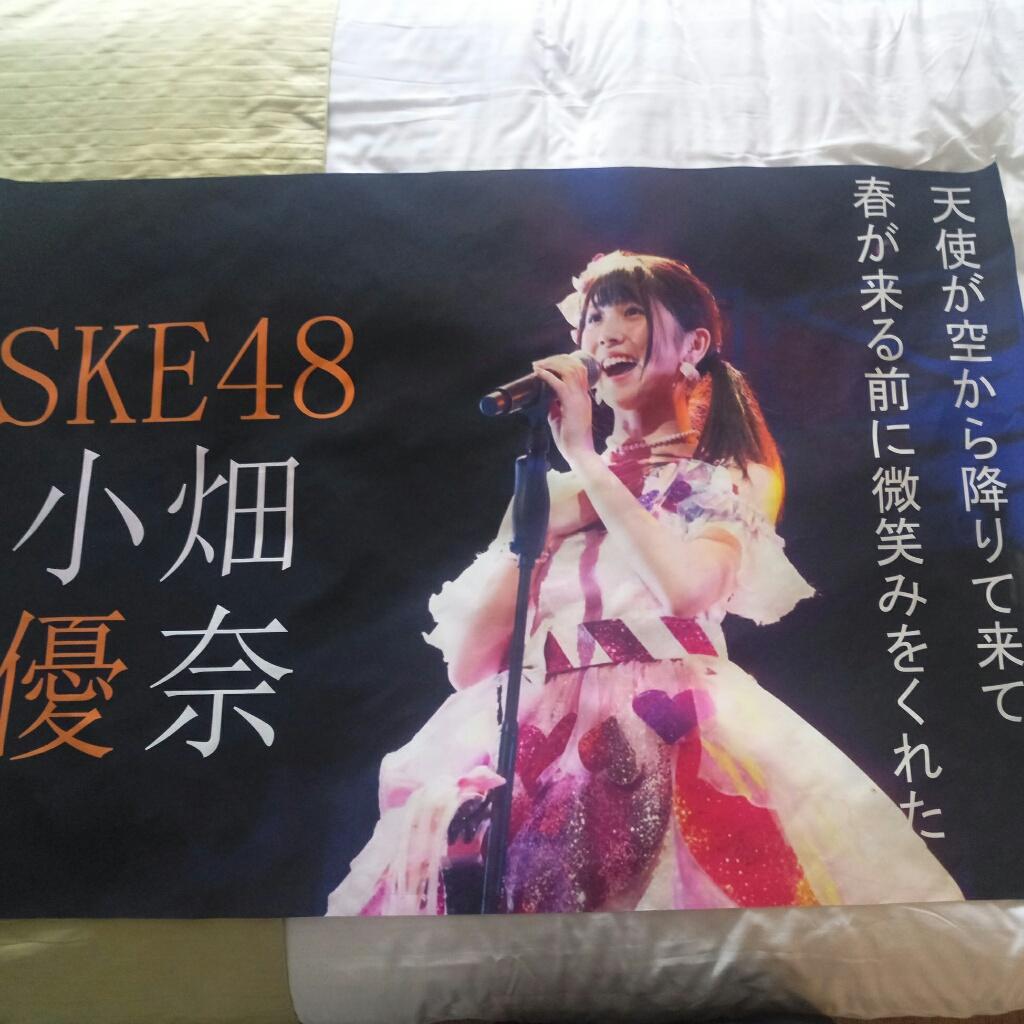 SKE48
小畑
優奈
天使が空から降りて来て
春が来る前に微笑みをくれた